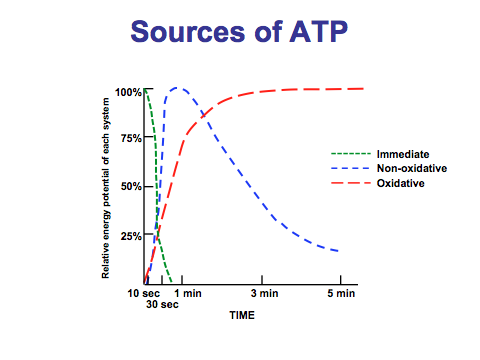 Sources of ATP
Relative energy potential of each system
100%
75%
50%
25%
Immediate
Non-oxidative
Oxidative
10 sec 1 min 3 min 5 min
30 sec
TIME